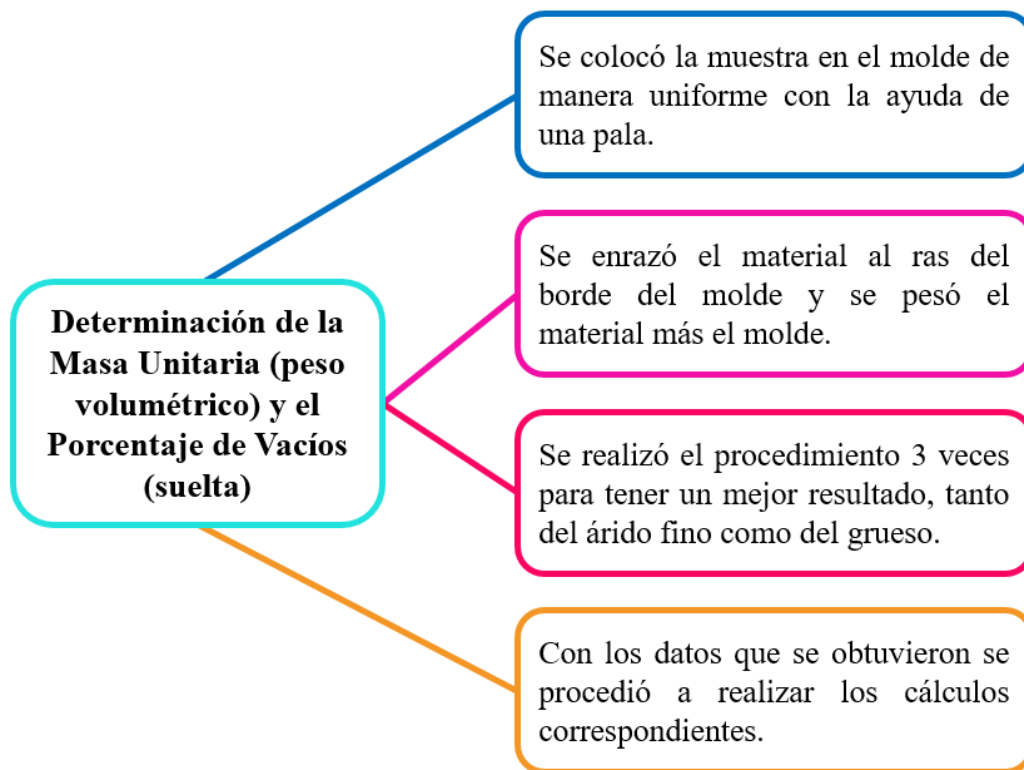 Determinación de la
Masa Unitaria (peso
volumétrico) y el
Porcentaje de Vacíos
(suelta)
Se colocó la muestra en el molde de
manera uniforme con la ayuda de
una pala.
Se enrazó el material al ras del
borde del molde y se pesó el
material más el molde.
Se realizó el procedimiento 3 veces
para tener un mejor resultado, tanto
del árido fino como del grueso.
Con los datos que se obtuvieron se
procedió a realizar los cálculos
correspondientes.